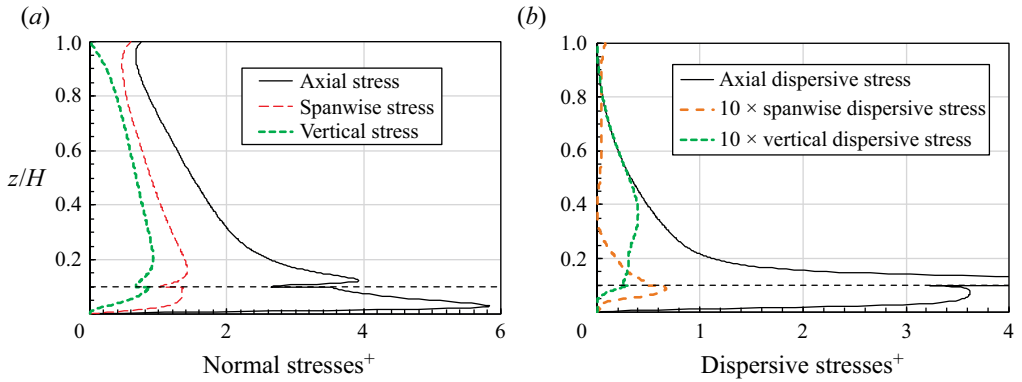 (a)
1.0
0.8
0.6
z/H
0.4
0.2
0
2
4
6
Axial stress
Spanwise stress
Vertical stress
Normal stresses+
(b)
1.0
0.8
0.6
0.4
0.2
0
1
2
3
4
Axial dispersive stress
10 × spanwise dispersive stress
10 × vertical dispersive stress
Dispersive stresses+